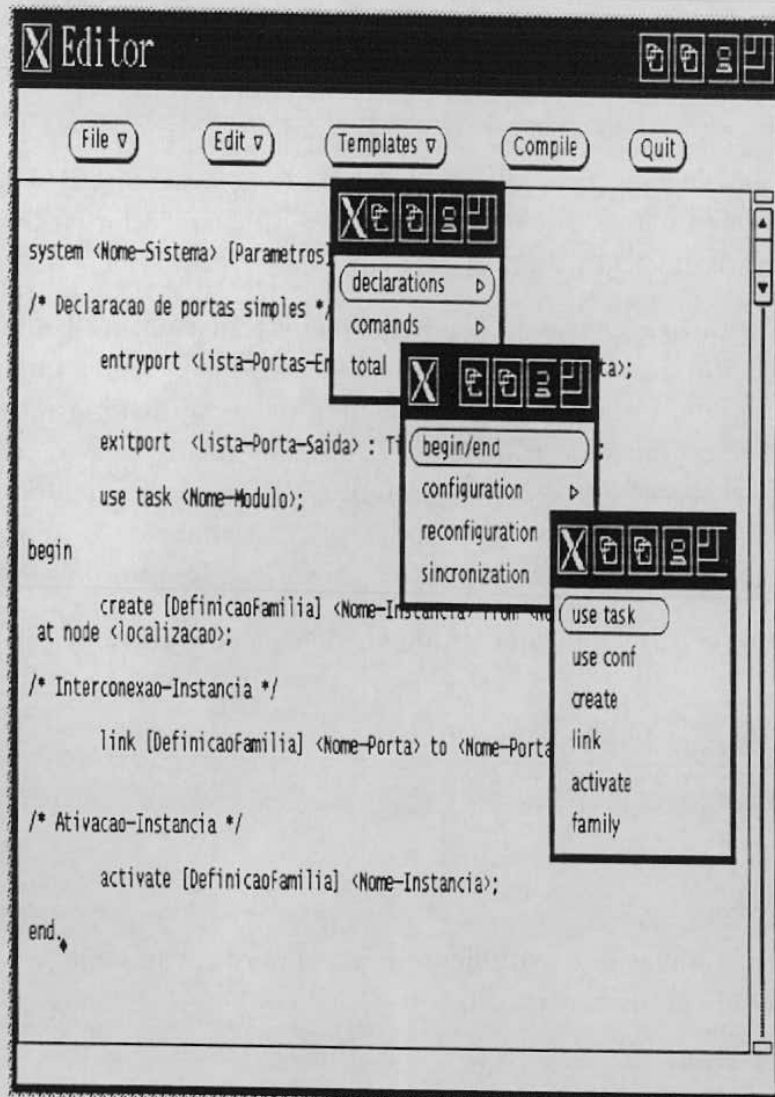 X Editor
File Edit Templates Compile Quit
system <Nome-Sistema> [Parametros]
/* Declaracao de portas simples */
entryport <Lista-Portas-En ta>;
exitport <Lista-Porta-Saida> : Ti ;
use task <Nome-Modulo>;
begin
create [DefinicaoFamilia] <Nome-Instancia> from <No
at node <localizacao>;
/* Interconexao-Instancia */
link [DefinicaoFamilia] <Nome-Porta> to <Nome-Porta
/* Ativacao-Instancia */
activate [DefinicaoFamilia] <Nome-Instancia>;
end.
X
declarations
comands
total
X
begin/end
configuration
reconfiguration
sincronization
X
use task
use conf
create
link
activate
family